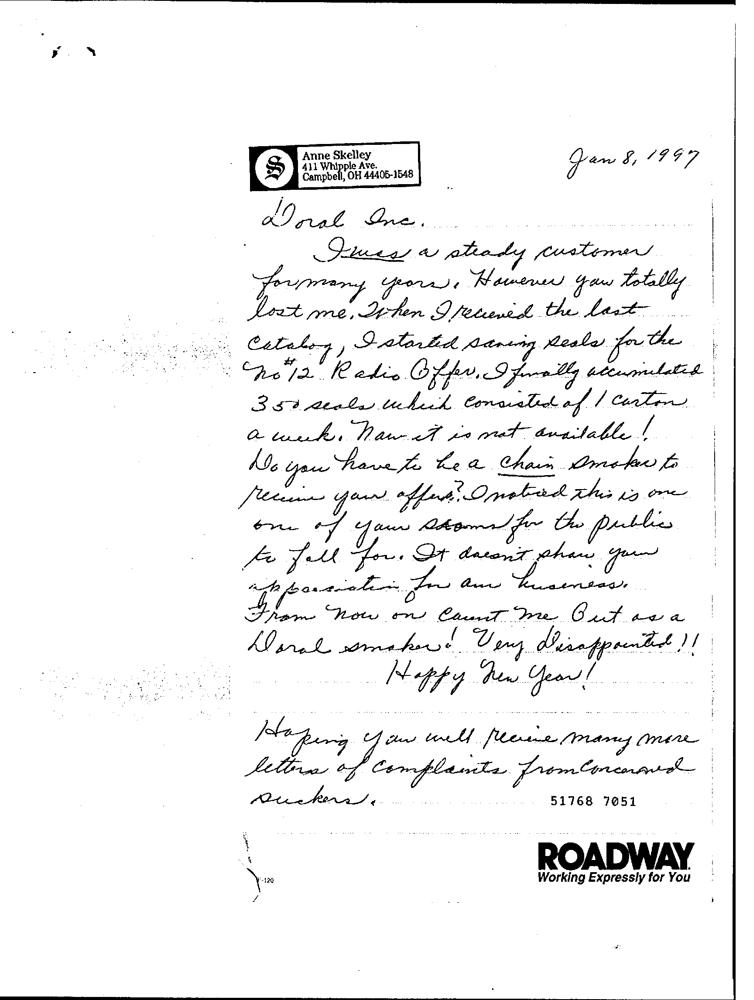 S
Anne Skelley
411 Whipple Ave.
Campbell, OH 44405-1548
Jan 8, 1997
Doral Inc.
I was a steady customer
for many years. However you totally
lost me. When I recieved the last
catalog, I started saving seals for the
No #12 Radio Offer. I finally accumilated
350 seals which consisted of 1 carton
a week. Now it is not available!
Do you have to be a chain smoker to
receive your offers? I noticed this is one
one of your scams for the public
to fall for. It doesn't show your
for our business.
From now on count me Out as a
Doral smoker! Very Disappointed!!
Happy New Year!
Hoping you will receive many more
letters of complaints from Concerned
suckers.
51768 7051
ROADWAY
Working Expressly for You
-120